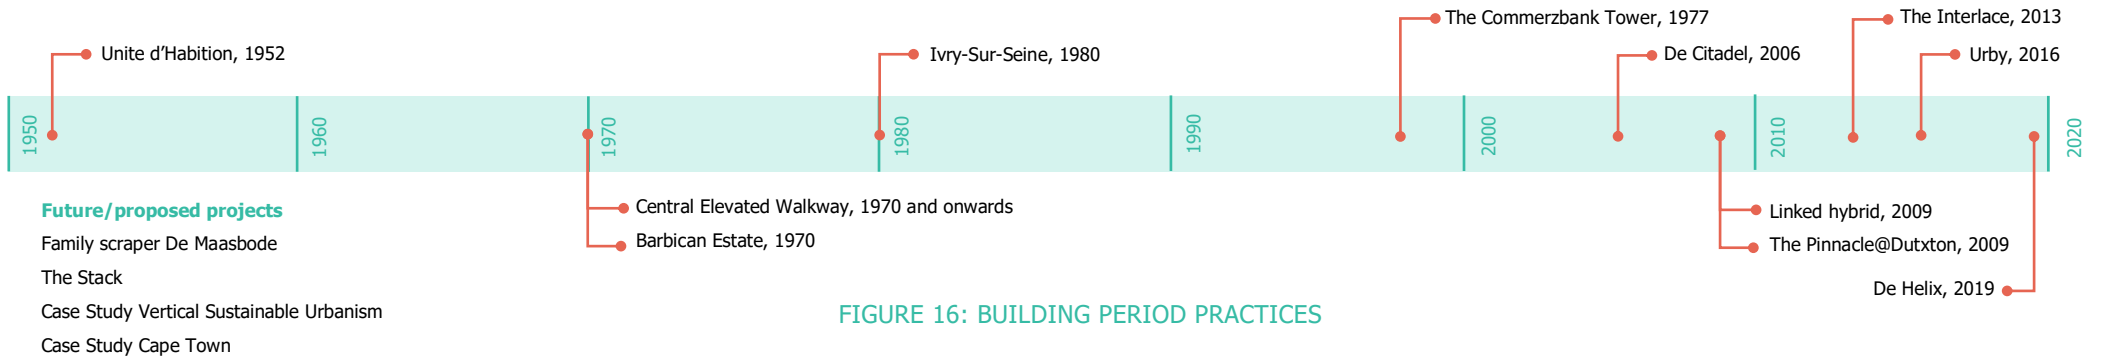 The Commerzbank Tower, 1977
The Interlace, 2013
Unite d’Habition, 1952
Ivry-Sur-Seine, 1980
De Citadel, 2006
Urby, 2016
1950
1960
1970
1980
1990
2000
2010
2020
Central Elevated Walkway, 1970 and onwards
Barbican Estate, 1970
Linked hybrid, 2009
The Pinnacle@Dutxton, 2009
De Helix, 2019
Future/proposed projects
Family scraper De Maasbode
The Stack
Case Study Vertical Sustainable Urbanism
Case Study Cape Town
FIGURE 16: BUILDING PERIOD PRACTICES